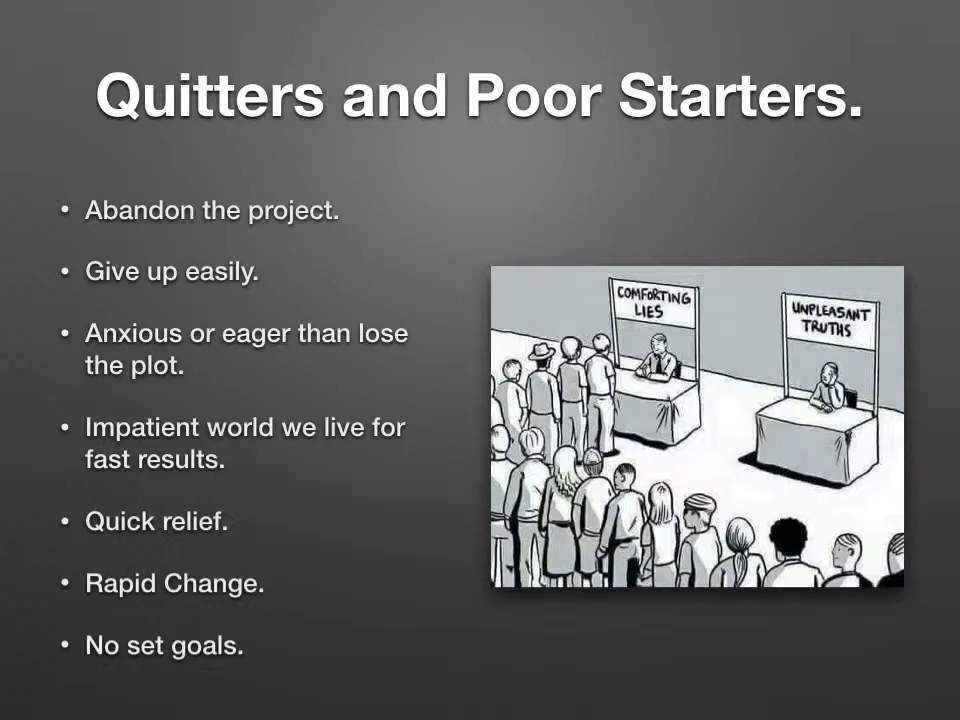 Quitters and Poor Starters.
• Abandon the project.
• Give up easily.
• Anxious or eager than lose
the plot.
• Impatient world we live for
fast results.
• Quick relief.
• Rapid Change.
• No set goals.
COMFORTING
LIES
UNPLEASANT
TRUTHS